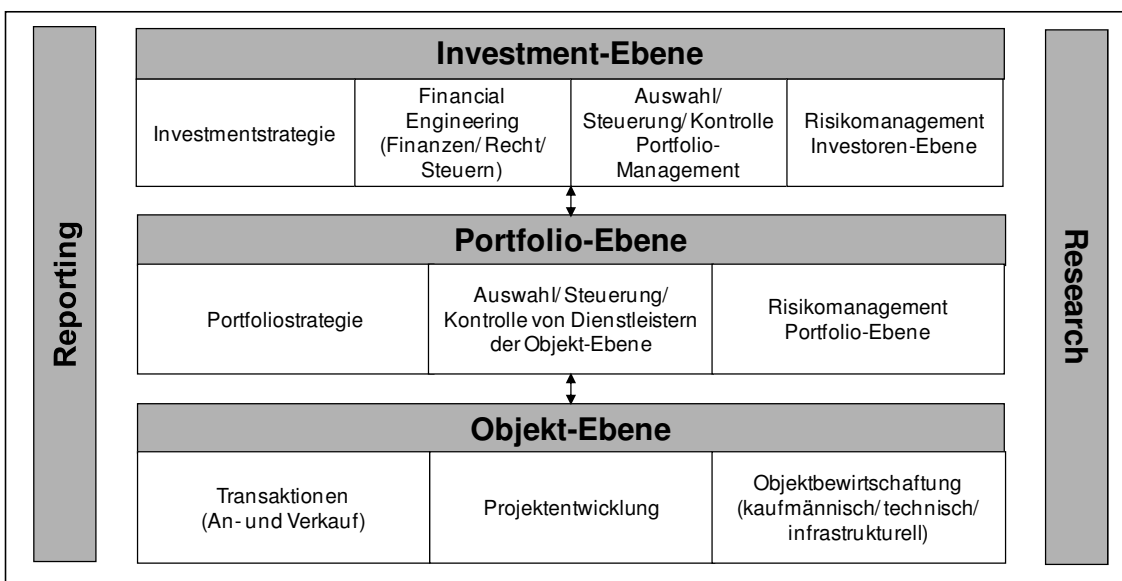 Reporting
Investment-Ebene
Investmentstrategie
Financial
Engineering
(Finanzen/ Recht/
Steuern)
Auswahl/
Steuerung/ Kontrolle
Portfolio-
Management
Risikomanagement
Investoren-Ebene
Portfolio-Ebene
Portfoliostrategie
Auswahl/ Steuerung/
Kontrolle von Dienstleistern
der Objekt-Ebene
Risikomanagement
Portfolio-Ebene
Objekt-Ebene
Transaktionen
(An- und Verkauf)
Projektentwicklung
Objektbewirtschaftung
(kaufmännisch/ technisch/
infrastrukturell)
Research